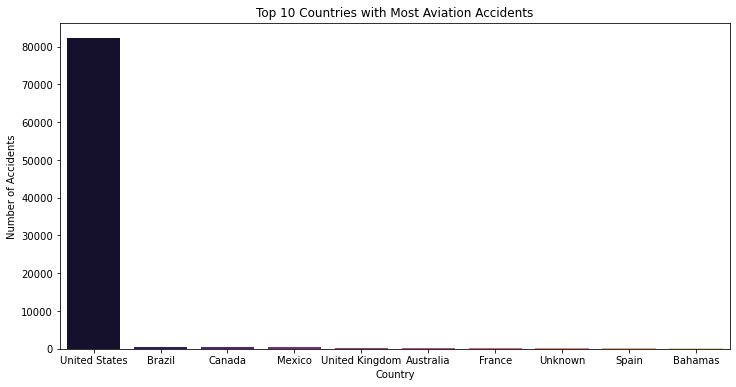 Top 10 Countries with Most Aviation Accidents
Number of Accidents
80000
70000
60000
50000
40000
30000
20000
10000
0
United States Brazil Canada Mexico United Kingdom Australia France Unknown Spain Bahamas
Country